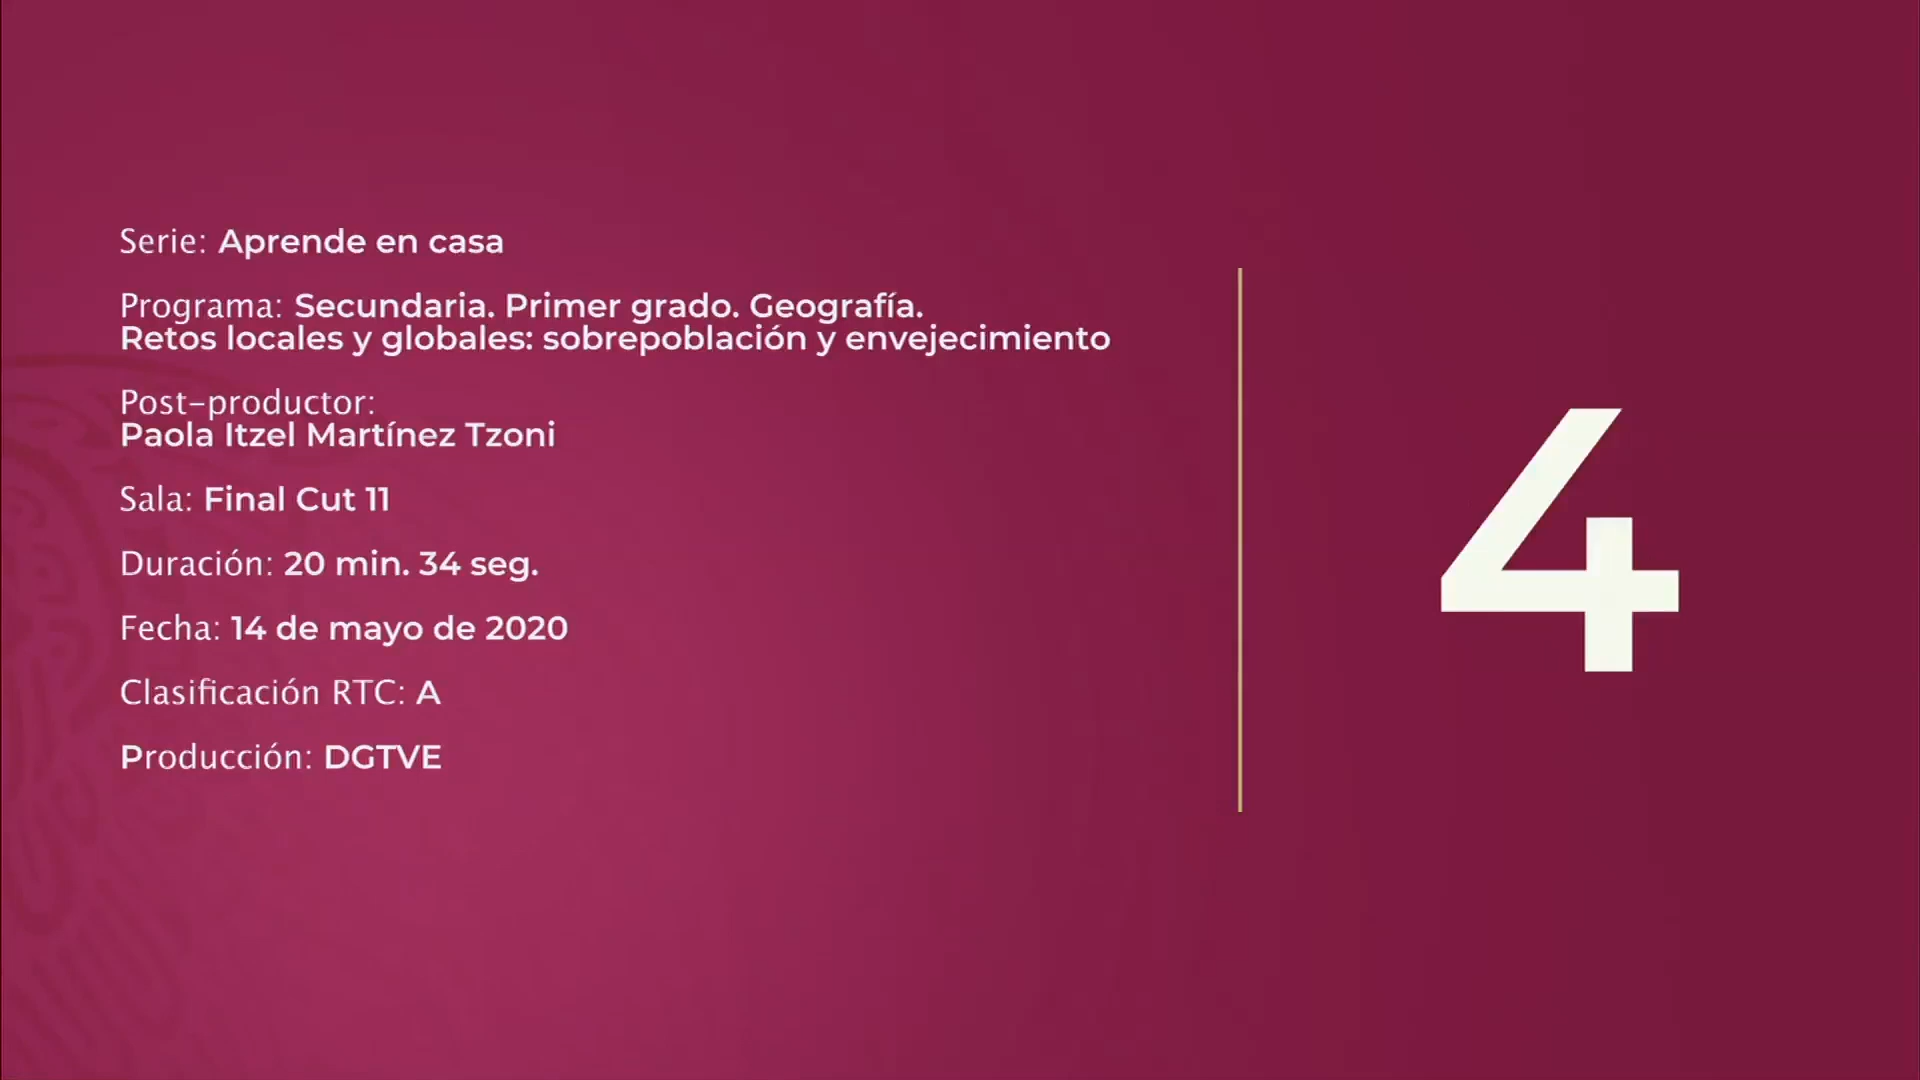 Serie: Aprende en casa
Programa: Secundaria. Primer grado. Geografía.
Retos locales y globales: sobrepoblación y envejecimiento
Post-productor:
Paola Itzel Martínez Tzoni
Sala: Final Cut 11
Duración: 20 min. 34 seg.
Fecha: 14 de mayo de 2020
Clasificación RTC: A
Producción: DGTVE
4